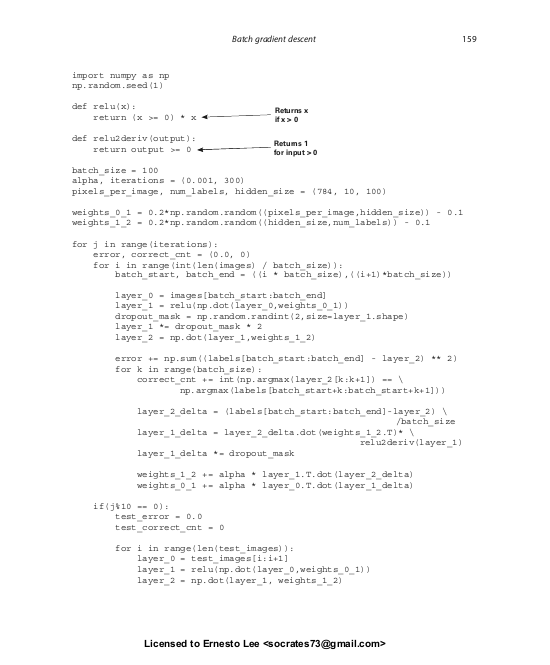 Batch gradient descent 159
import numpy as np
np.random.seed(1)
def relu(x):
    return (x >= 0) * x
Returns x
if x > 0
def relu2deriv(output):
    return output >= 0
Returns 1
for input > 0
batch_size = 100
alpha, iterations = (0.001, 300)
pixels_per_image, num_labels, hidden_size = (784, 10, 100)
weights_0_1 = 0.2*np.random.random((pixels_per_image,hidden_size)) - 0.1
weights_1_2 = 0.2*np.random.random((hidden_size,num_labels)) - 0.1
for j in range(iterations):
    error, correct_cnt = (0.0, 0)
    for i in range(int(len(images) / batch_size)):
        batch_start, batch_end = ((i * batch_size),((i+1)*batch_size))
        layer_0 = images[batch_start:batch_end]
        layer_1 = relu(np.dot(layer_0,weights_0_1))
        dropout_mask = np.random.randint(2,size=layer_1.shape)
        layer_1 *= dropout_mask * 2
        layer_2 = np.dot(layer_1,weights_1_2)
        error += np.sum((labels[batch_start:batch_end] - layer_2) ** 2)
        for k in range(batch_size):
            correct_cnt += int(np.argmax(layer_2[k:k+1]) == \
                    np.argmax(labels[batch_start+k:batch_start+k+1]))
            layer_2_delta = (labels[batch_start:batch_end]-layer_2) \
                                                            /batch_size
            layer_1_delta = layer_2_delta.dot(weights_1_2.T)* \
                                                     relu2deriv(layer_1)
            layer_1_delta *= dropout_mask
            weights_1_2 += alpha * layer_1.T.dot(layer_2_delta)
            weights_0_1 += alpha * layer_0.T.dot(layer_1_delta)
    if(j%10 == 0):
        test_error = 0.0
        test_correct_cnt = 0
        for i in range(len(test_images)):
            layer_0 = test_images[i:i+1]
            layer_1 = relu(np.dot(layer_0,weights_0_1))
            layer_2 = np.dot(layer_1, weights_1_2)
Licensed to Ernesto Lee <socrates73@gmail.com>